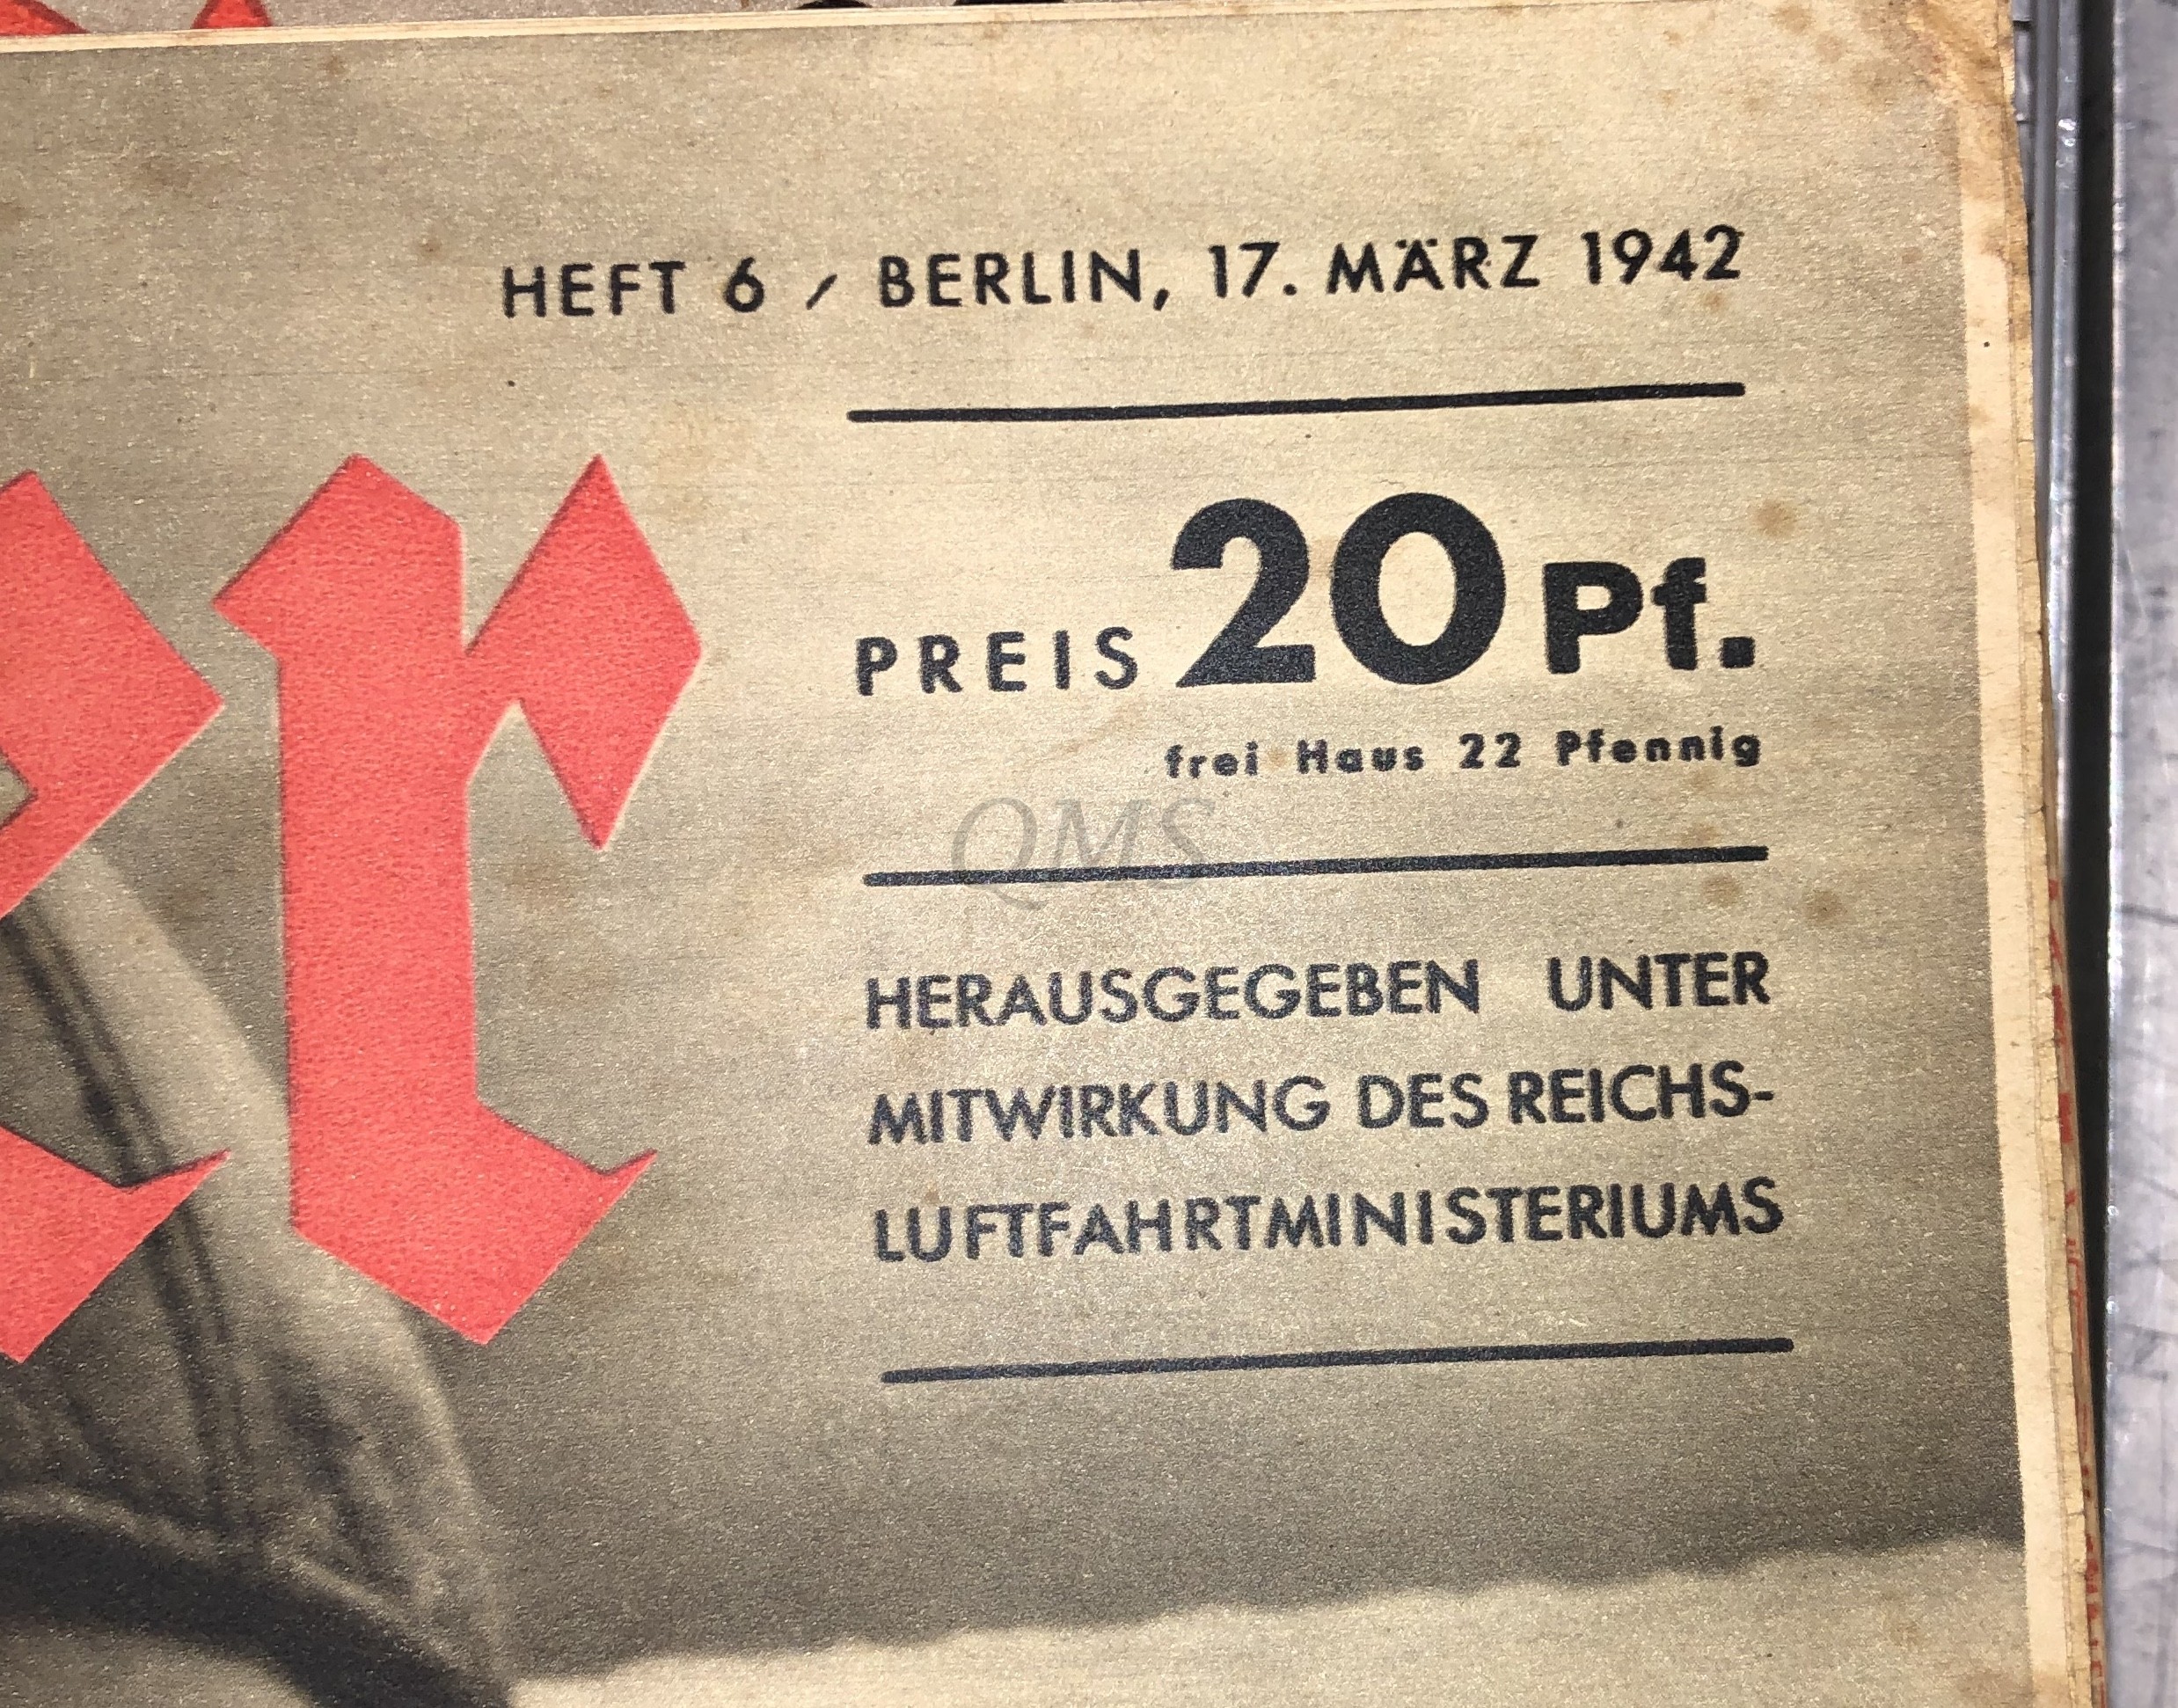 HEFT 6 / BERLIN, 17. MÄRZ 1942
er
PREIS 20 Pf.
frei Haus 22 Pfennig
QMS
HERAUSGEGEBEN UNTER
MITWIRKUNG DES REICHS-
LUFTFAHRTMINISTERIUMS